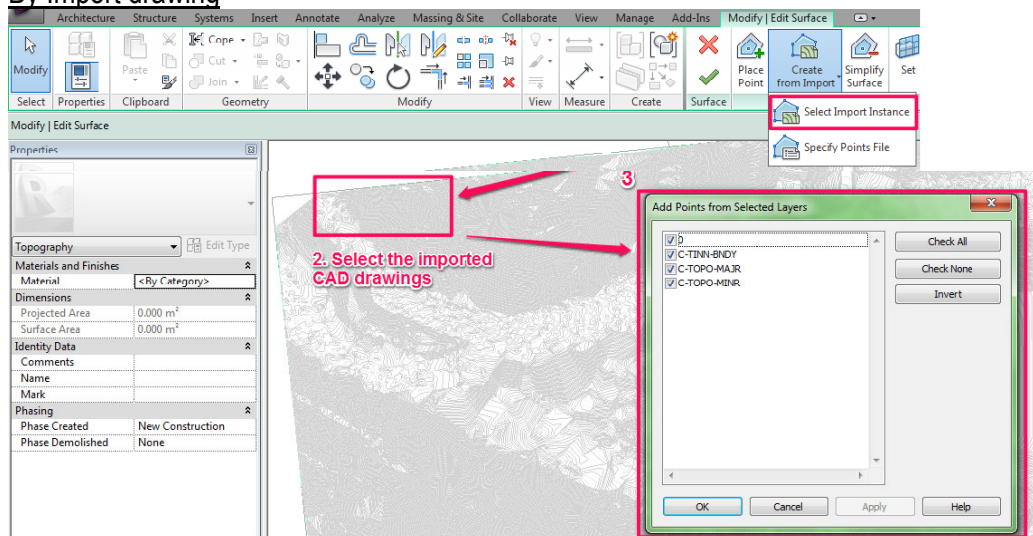 By import drawing
Architecture Structure Systems Insert Annotate Analyze Massing & Site Collaborate View Manage Add-Ins Modify | Edit Surface
Modify
Paste
Cope
Cut
Join
Place Point
Create from Import
Simplify Surface
Set
Select Properties Clipboard Geometry Modify View Measure Create Surface
Select Import Instance
Specify Points File
Modify | Edit Surface
Properties
R
Topography
Edit Type
Materials and Finishes
Material <By Category>
Dimensions
Projected Area 0.000 m²
Surface Area 0.000 m²
Identity Data
Comments
Name
Mark
Phasing
Phase Created New Construction
Phase Demolished None
2. Select the imported
CAD drawings
3
Add Points from Selected Layers
0
C-TINN-BNDY
C-TOPO-MAJR
C-TOPO-MINR
Check All
Check None
Invert
OK Cancel Apply Help